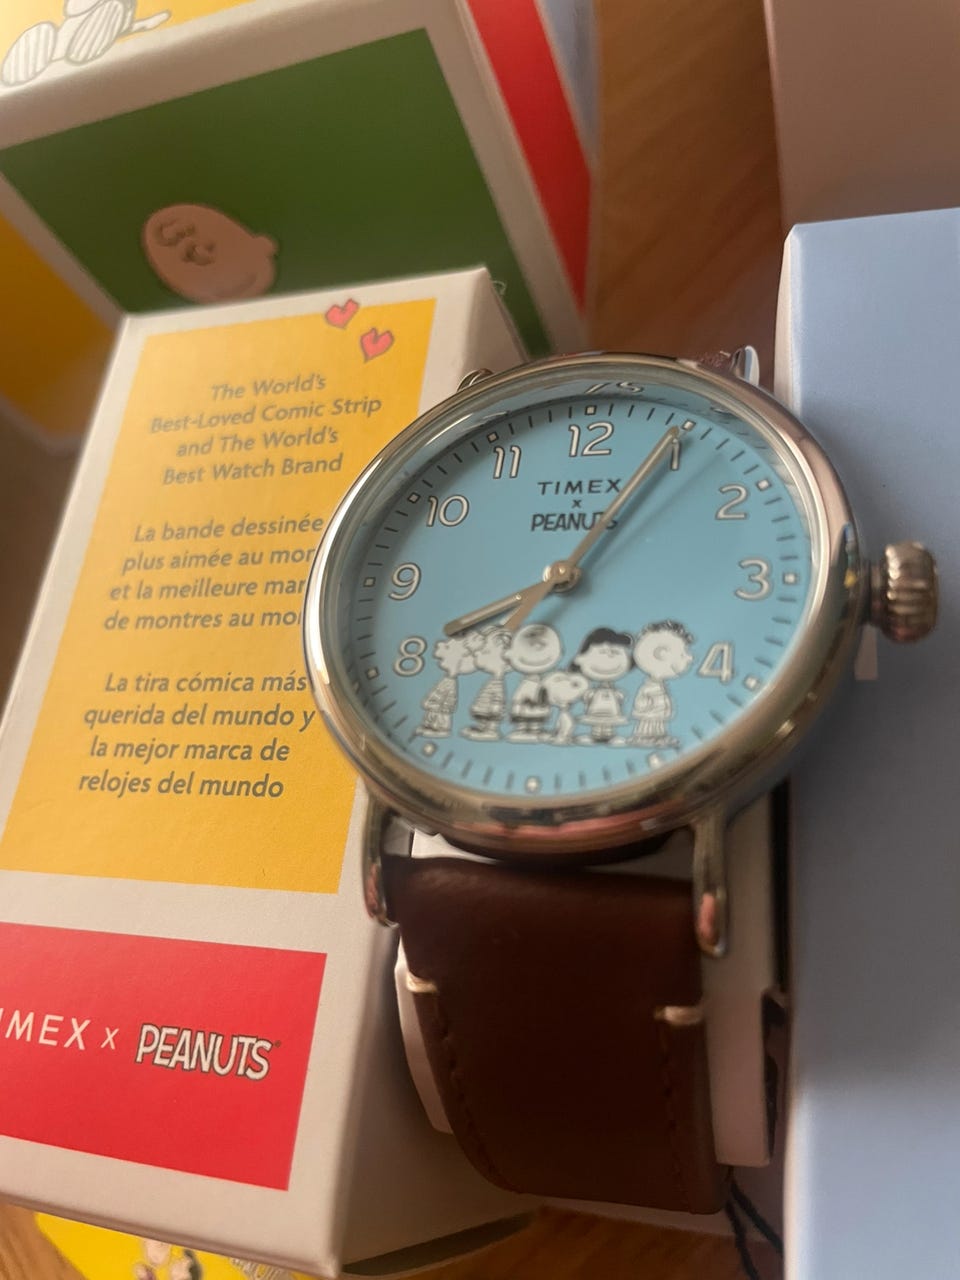 The World's
Best-Loved Comic Strip
and The World's
Best Watch Brand
La bande dessinée
plus aimée au
et la meilleure
de montres au
La tira cómica más
querida del mundo y
la mejor marca de
relojes del mundo
IMEX x PEANUTS
12
11
1
10
2
9
3
8
4
TIMEX
x
PEANUTS